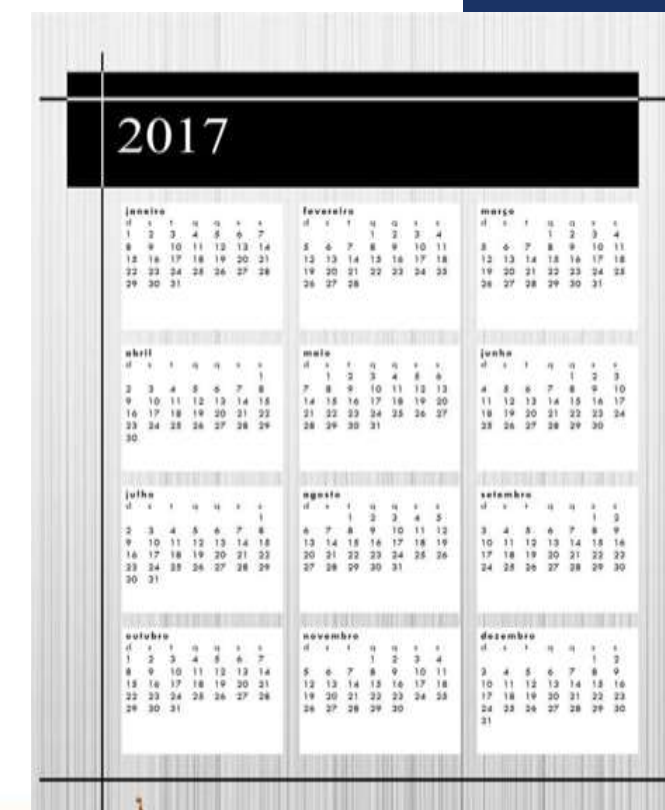 2017
janeiro
d s t q q s s
1 2 3 4 5 6 7
8 9 10 11 12 13 14
15 16 17 18 19 20 21
22 23 24 25 26 27 28
29 30 31
fevereiro
d s t q q s s
1 2 3 4
5 6 7 8 9 10 11
12 13 14 15 16 17 18
19 20 21 22 23 24 25
26 27 28
março
d s t q q s s
1 2 3 4
5 6 7 8 9 10 11
12 13 14 15 16 17 18
19 20 21 22 23 24 25
26 27 28 29 30 31
abril
d s t q q s s
1
2 3 4 5 6 7 8
9 10 11 12 13 14 15
16 17 18 19 20 21 22
23 24 25 26 27 28 29
30
maio
d s t q q s s
1 2 3 4 5 6
7 8 9 10 11 12 13
14 15 16 17 18 19 20
21 22 23 24 25 26 27
28 29 30 31
junho
d s t q q s s
1 2 3
4 5 6 7 8 9 10
11 12 13 14 15 16 17
18 19 20 21 22 23 24
25 26 27 28 29 30
julho
d s t q q s s
1
2 3 4 5 6 7 8
9 10 11 12 13 14 15
16 17 18 19 20 21 22
23 24 25 26 27 28 29
30 31
agosto
d s t q q s s
1 2 3 4 5
6 7 8 9 10 11 12
13 14 15 16 17 18 19
20 21 22 23 24 25 26
27 28 29 30 31
setembro
d s t q q s s
1 2
3 4 5 6 7 8 9
10 11 12 13 14 15 16
17 18 19 20 21 22 23
24 25 26 27 28 29 30
outubro
d s t q q s s
1 2 3 4 5 6 7
8 9 10 11 12 13 14
15 16 17 18 19 20 21
22 23 24 25 26 27 28
29 30 31
novembro
d s t q q s s
1 2 3 4
5 6 7 8 9 10 11
12 13 14 15 16 17 18
19 20 21 22 23 24 25
26 27 28 29 30
dezembro
d s t q q s s
1 2
3 4 5 6 7 8 9
10 11 12 13 14 15 16
17 18 19 20 21 22 23
24 25 26 27 28 29 30
31